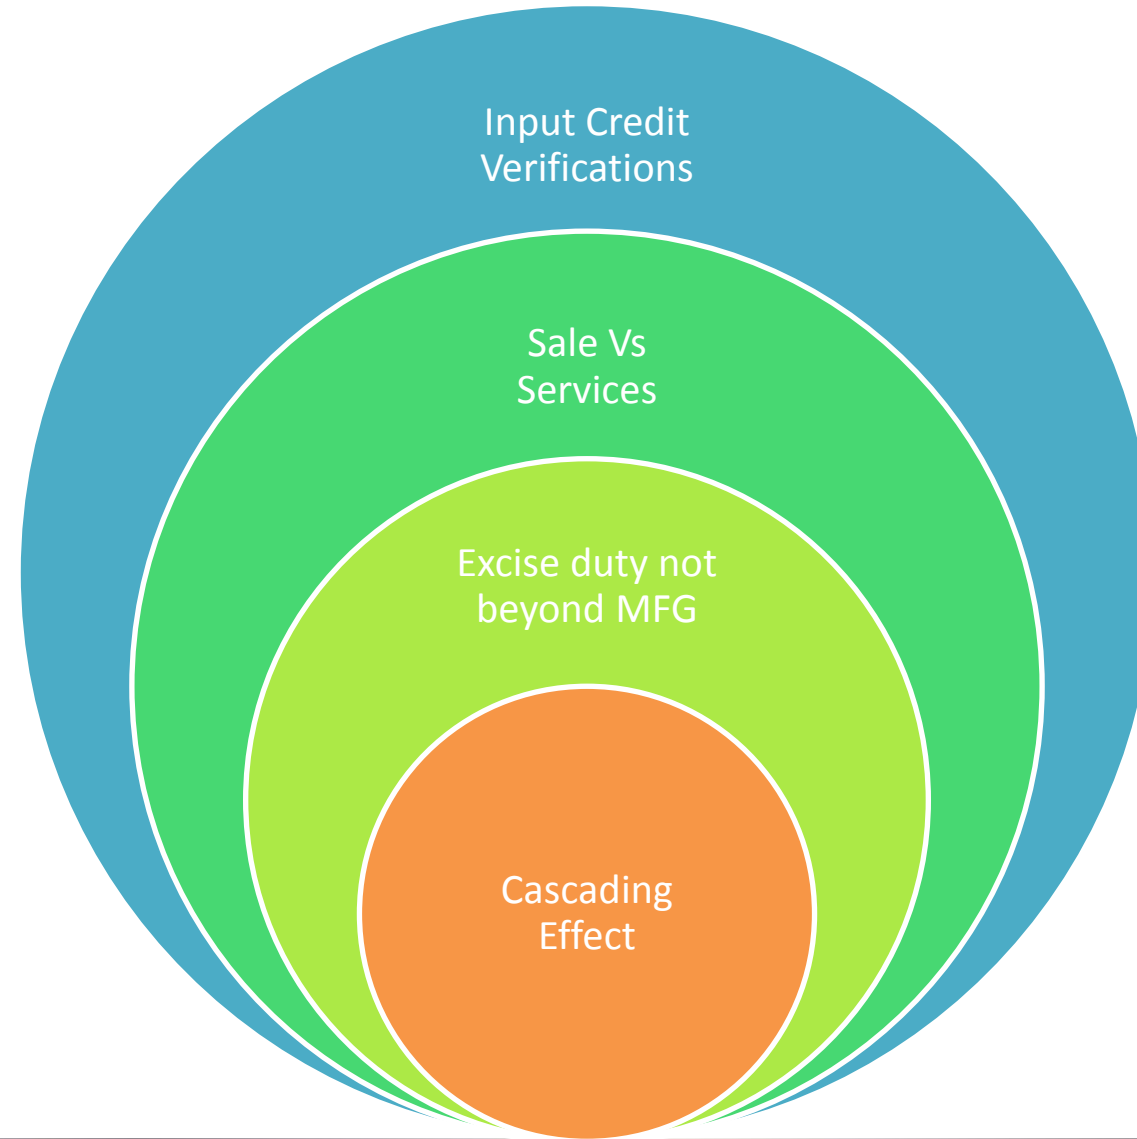 Input Credit
Verifications
Sale Vs
Services
Excise duty not
beyond MFG
Cascading
Effect